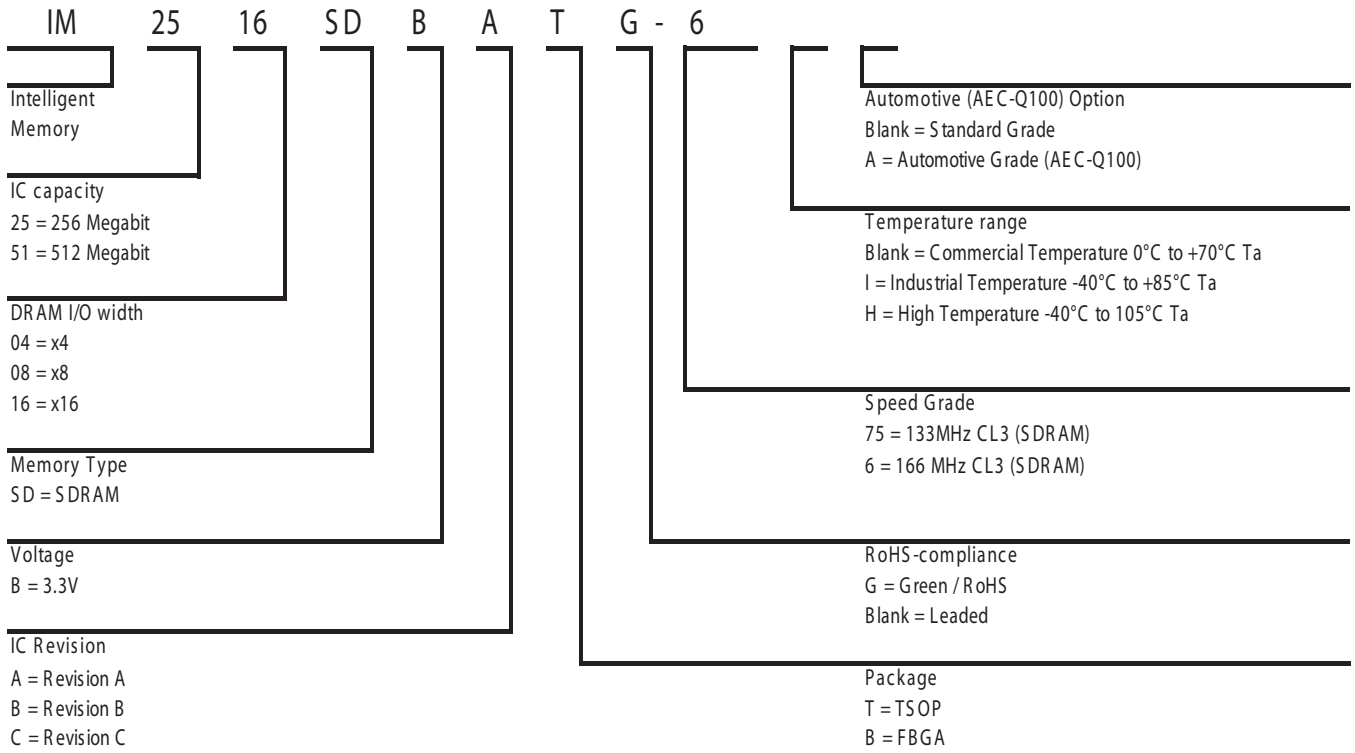 IM 25 16 SD B A T G - 6
Intelligent
Memory
IC capacity
25 = 256 Megabit
51 = 512 Megabit
DRAM I/O width
04 = x4
08 = x8
16 = x16
Memory Type
SD = SDRAM
Voltage
B = 3.3V
IC Revision
A = Revision A
B = Revision B
C = Revision C
Automotive (AEC-Q100) Option
Blank = Standard Grade
A = Automotive Grade (AEC-Q100)
Temperature range
Blank = Commercial Temperature 0°C to +70°C Ta
I = Industrial Temperature -40°C to +85°C Ta
H = High Temperature -40°C to 105°C Ta
Speed Grade
75 = 133MHz CL3 (SDRAM)
6 = 166 MHz CL3 (SDRAM)
RoHS-compliance
G = Green / RoHS
Blank = Leaded
Package
T = TSOP
B = FBGA